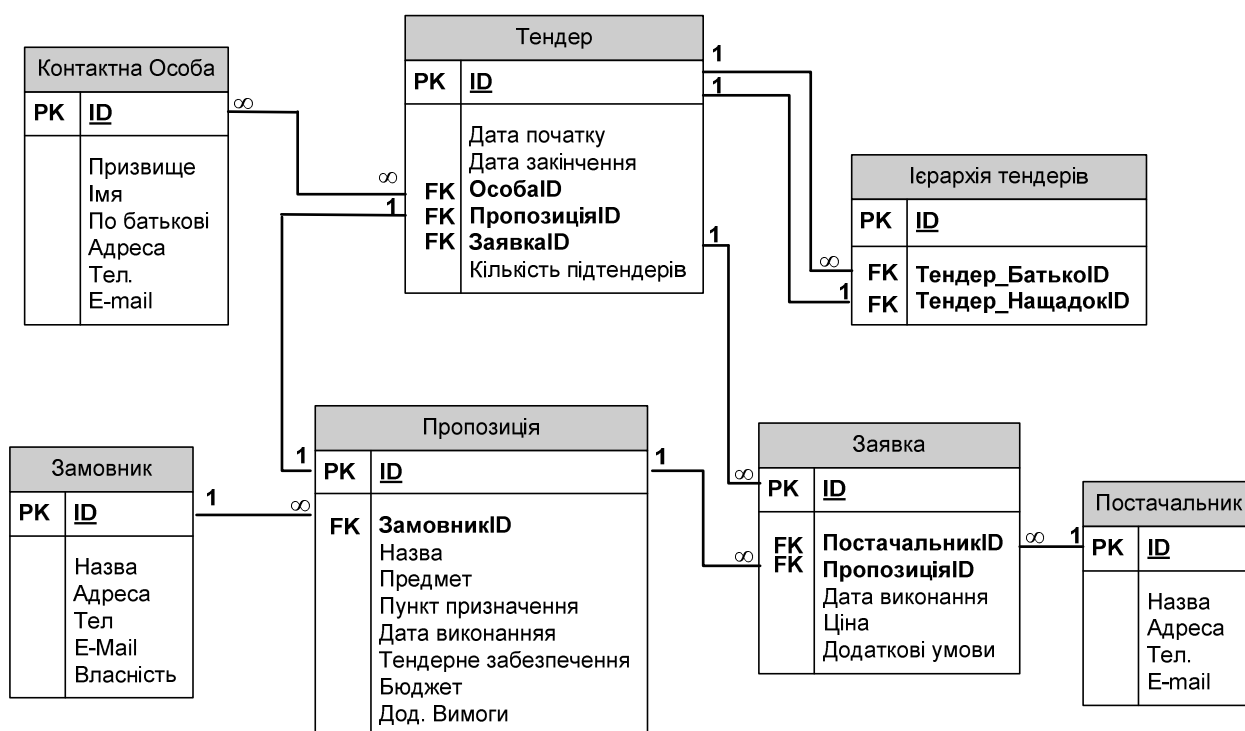 Контактна Особа
PK ID
Призвище
Імя
По батькові
Адреса
Тел.
E-mail
∞
∞
Тендер
PK ID
Дата початку
Дата закінчення
FK ОсобаID
FK ПропозиціяID
FK ЗаявкаID
Кількість підтендерів
1
1
1
1
Ієрархія тендерів
PK ID
FK Тендер_БатькоID
FK Тендер_НащадокID
∞
1
Замовник
PK ID
Назва
Адреса
Тел
E-Mail
Власність
1
∞
Пропозиція
PK ID
FK ЗамовникID
Назва
Предмет
Пункт призначення
Дата виконанняя
Тендерне забезпечення
Бюджет
Дод. Вимоги
1
1
Заявка
PK ID
FK ПостачальникID
FK ПропозиціяID
Дата виконання
Ціна
Додаткові умови
∞
∞
∞
1
Постачальник
PK ID
Назва
Адреса
Тел.
E-mail